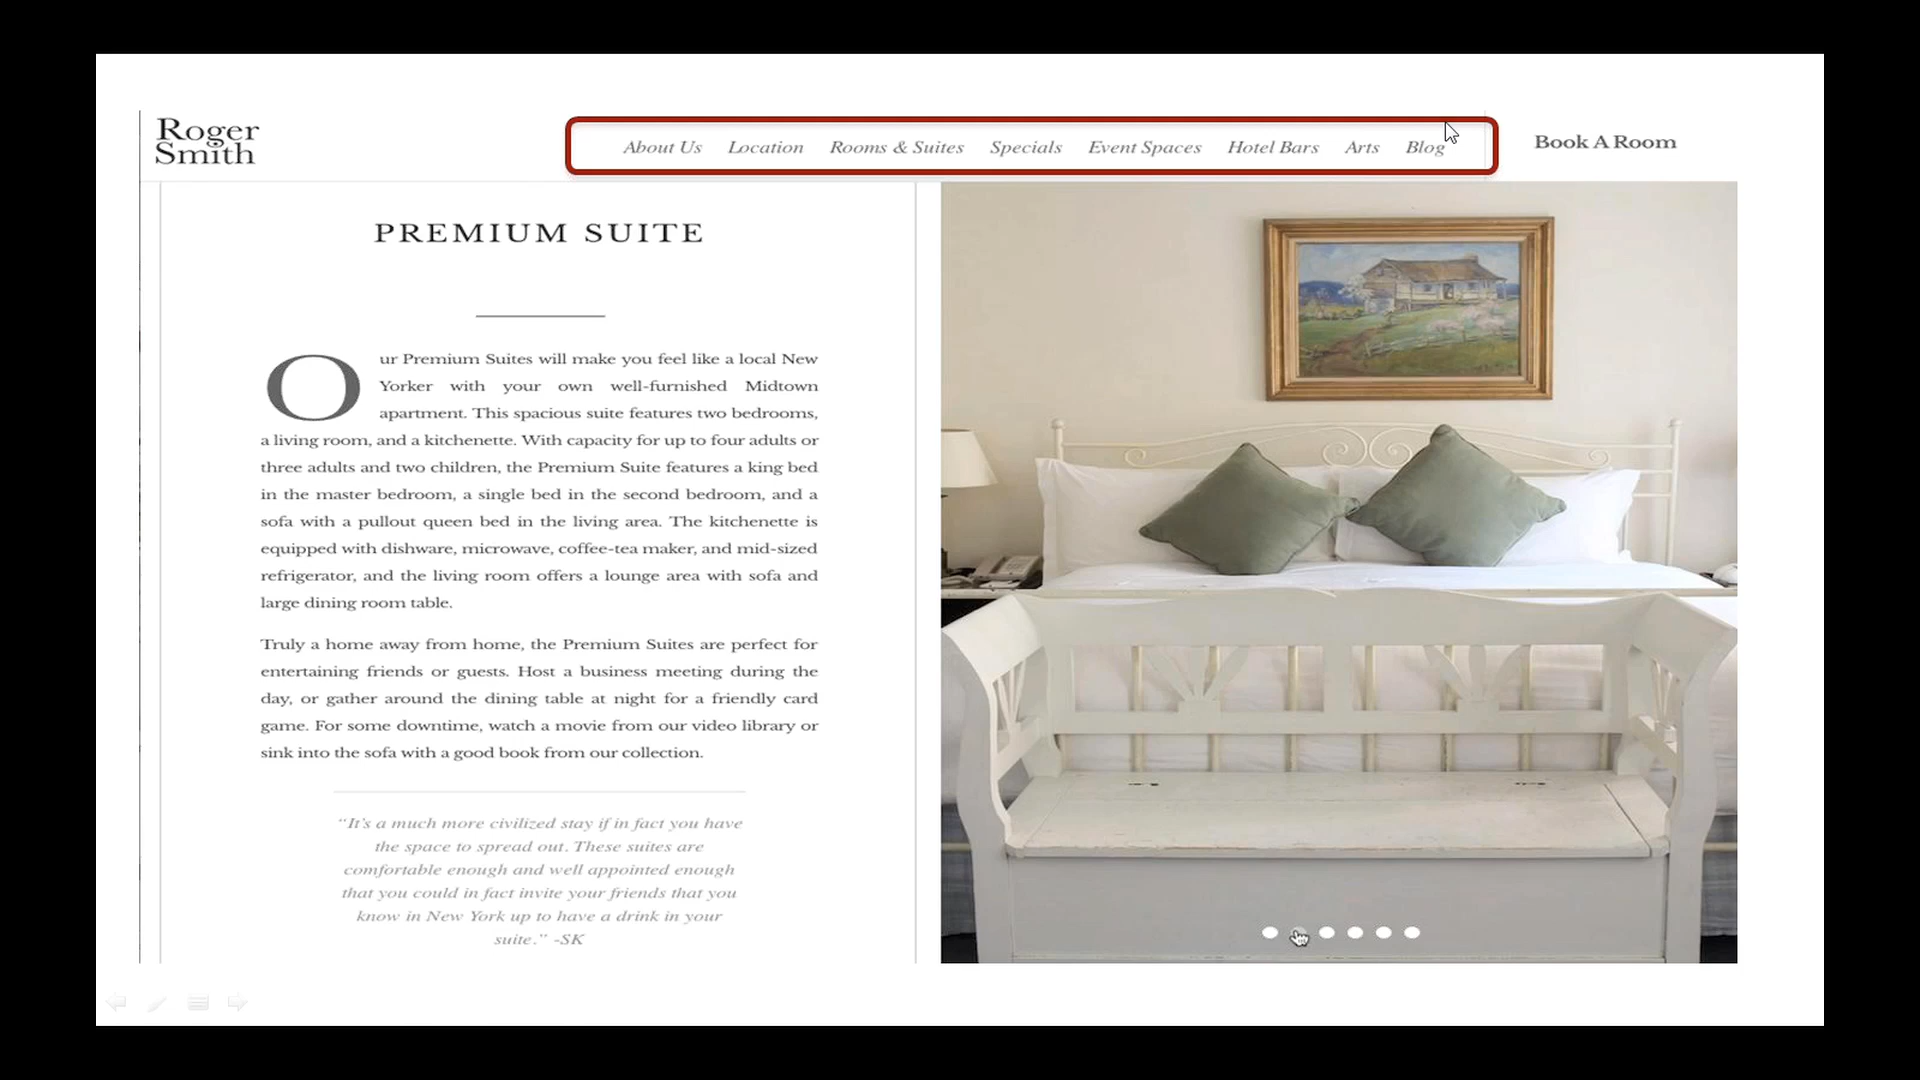 Roger
Smith
About Us Location Rooms & Suites Specials Event Spaces Hotel Bars Arts Blog
Book A Room
PREMIUM SUITE
Our Premium Suites will make you feel like a local New
Yorker with your own well-furnished Midtown
apartment. This spacious suite features two bedrooms,
a living room, and a kitchenette. With capacity for up to four adults or
three adults and two children, the Premium Suite features a king bed
in the master bedroom, a single bed in the second bedroom, and a
sofa with a pullout queen bed in the living area. The kitchenette is
equipped with dishware, microwave, coffee-tea maker, and mid-sized
refrigerator, and the living room offers a lounge area with sofa and
large dining room table.
Truly a home away from home, the Premium Suites are perfect for
entertaining friends or guests. Host a business meeting during the
day, or gather around the dining table at night for a friendly card
game. For some downtime, watch a movie from our video library or
sink into the sofa with a good book from our collection.
“It’s a much more civilized stay if in fact you have
the space to spread out. These suites are
comfortable enough and well appointed enough
that you could in fact invite your friends that you
know in New York up to have a drink in your
suite.” -SK